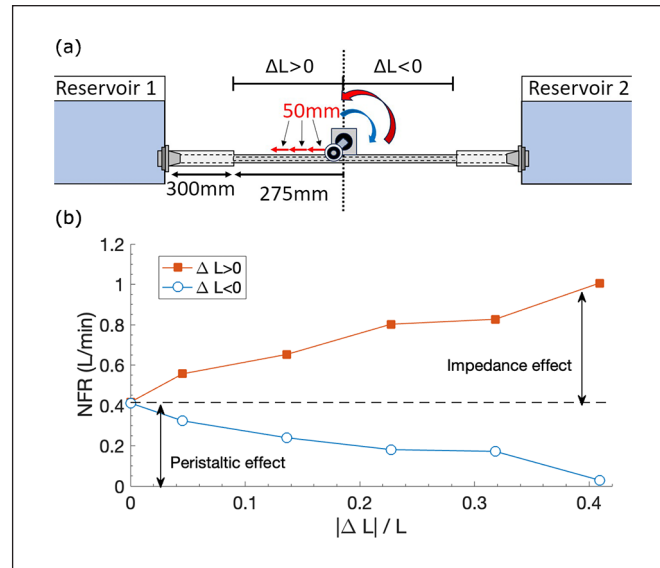 (a)
ΔL>0
ΔL<0
Reservoir 1
Reservoir 2
50mm
300mm
275mm
(b)
1.2
1
0.8
0.6
0.4
0.2
0
NFR (L/min)
Δ L>0
Δ L<0
Impedance effect
Peristaltic effect
0
0.1
0.2
0.3
0.4
|Δ L| / L